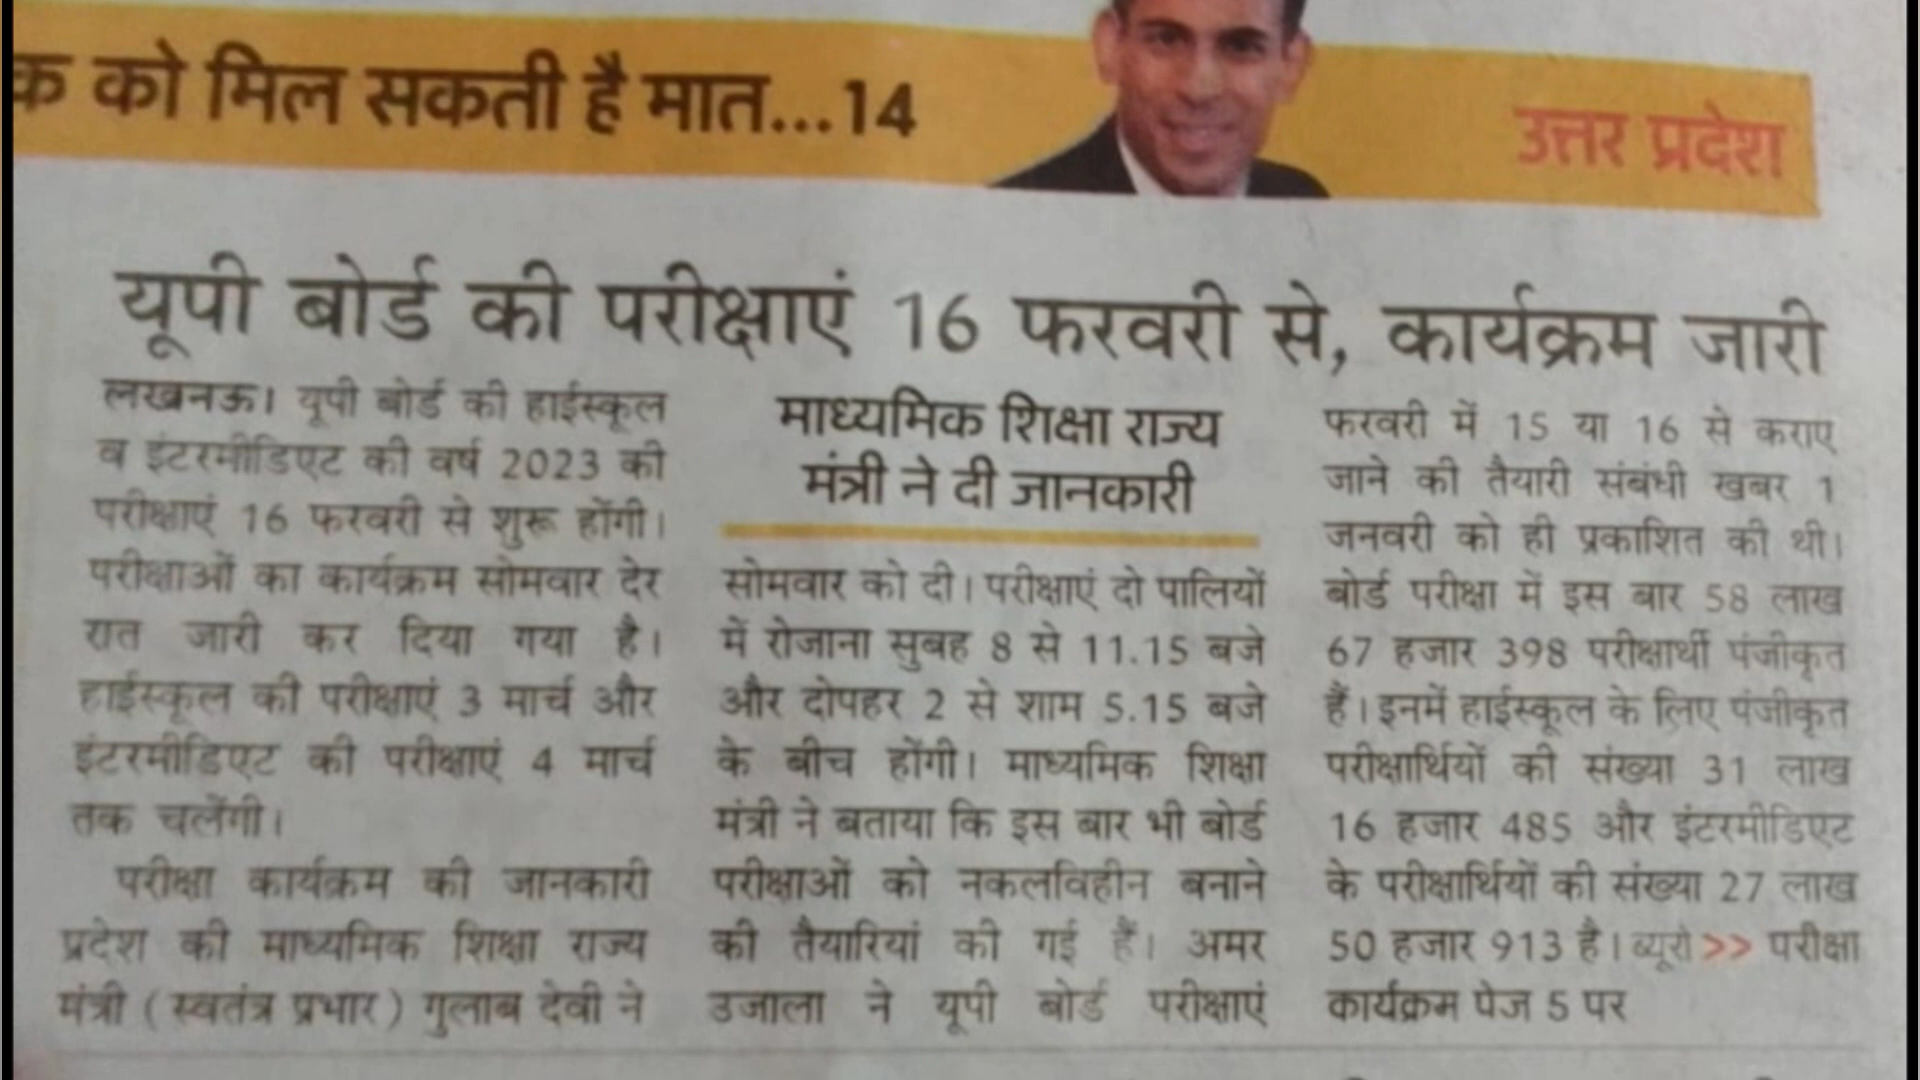 क को मिल सकती है मात...14
उत्तर प्रदेश
यूपी बोर्ड की परीक्षाएं 16 फरवरी से, कार्यक्रम जारी
लखनऊ। यूपी बोर्ड की हाईस्कूल
व इंटरमीडिएट की वर्ष 2023 की
परीक्षाएं 16 फरवरी से शुरू होंगी।
परीक्षाओं का कार्यक्रम सोमवार देर
रात जारी कर दिया गया है।
हाईस्कूल की परीक्षाएं 3 मार्च और
इंटरमीडिएट की परीक्षाएं 4 मार्च
तक चलेंगी।
परीक्षा कार्यक्रम की जानकारी
प्रदेश की माध्यमिक शिक्षा राज्य
मंत्री (स्वतंत्र प्रभार) गुलाब देवी ने
माध्यमिक शिक्षा राज्य
मंत्री ने दी जानकारी
सोमवार को दी। परीक्षाएं दो पालियों
में रोजाना सुबह 8 से 11.15 बजे
और दोपहर 2 से शाम 5.15 बजे
के बीच होंगी। माध्यमिक शिक्षा
मंत्री ने बताया कि इस बार भी बोर्ड
परीक्षाओं को नकलविहीन बनाने
की तैयारियां की गई हैं। अमर
उजाला ने यूपी बोर्ड परीक्षाएं
फरवरी में 15 या 16 से कराए
जाने की तैयारी संबंधी खबर 1
जनवरी को ही प्रकाशित की थी।
बोर्ड परीक्षा में इस बार 58 लाख
67 हजार 398 परीक्षार्थी पंजीकृत
हैं। इनमें हाईस्कूल के लिए पंजीकृत
परीक्षार्थियों की संख्या 31 लाख
16 हजार 485 और इंटरमीडिएट
के परीक्षार्थियों की संख्या 27 लाख
50 हजार 913 है। ब्यूरो >> परीक्षा
कार्यक्रम पेज 5 पर